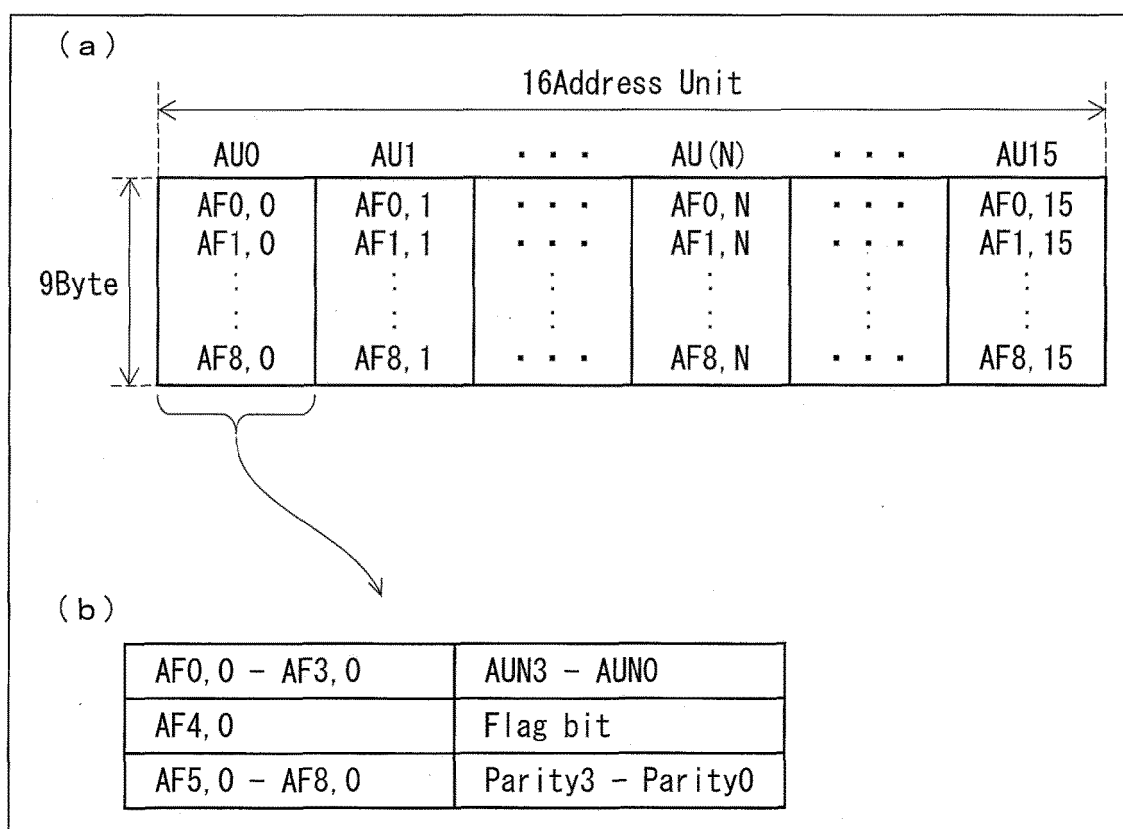 (a)
16Address Unit
AU0 AU1 ・・・ AU(N) ・・・ AU15
9Byte
AF0,0 AF0,1 ・・・ AF0,N ・・・ AF0,15
AF1,0 AF1,1 ・・・ AF1,N ・・・ AF1,15
: : : : : :
AF8,0 AF8,1 ・・・ AF8,N ・・・ AF8,15
(b)
AF0,0 - AF3,0 AUN3 - AUN0
AF4,0 Flag bit
AF5,0 - AF8,0 Parity3 - Parity0